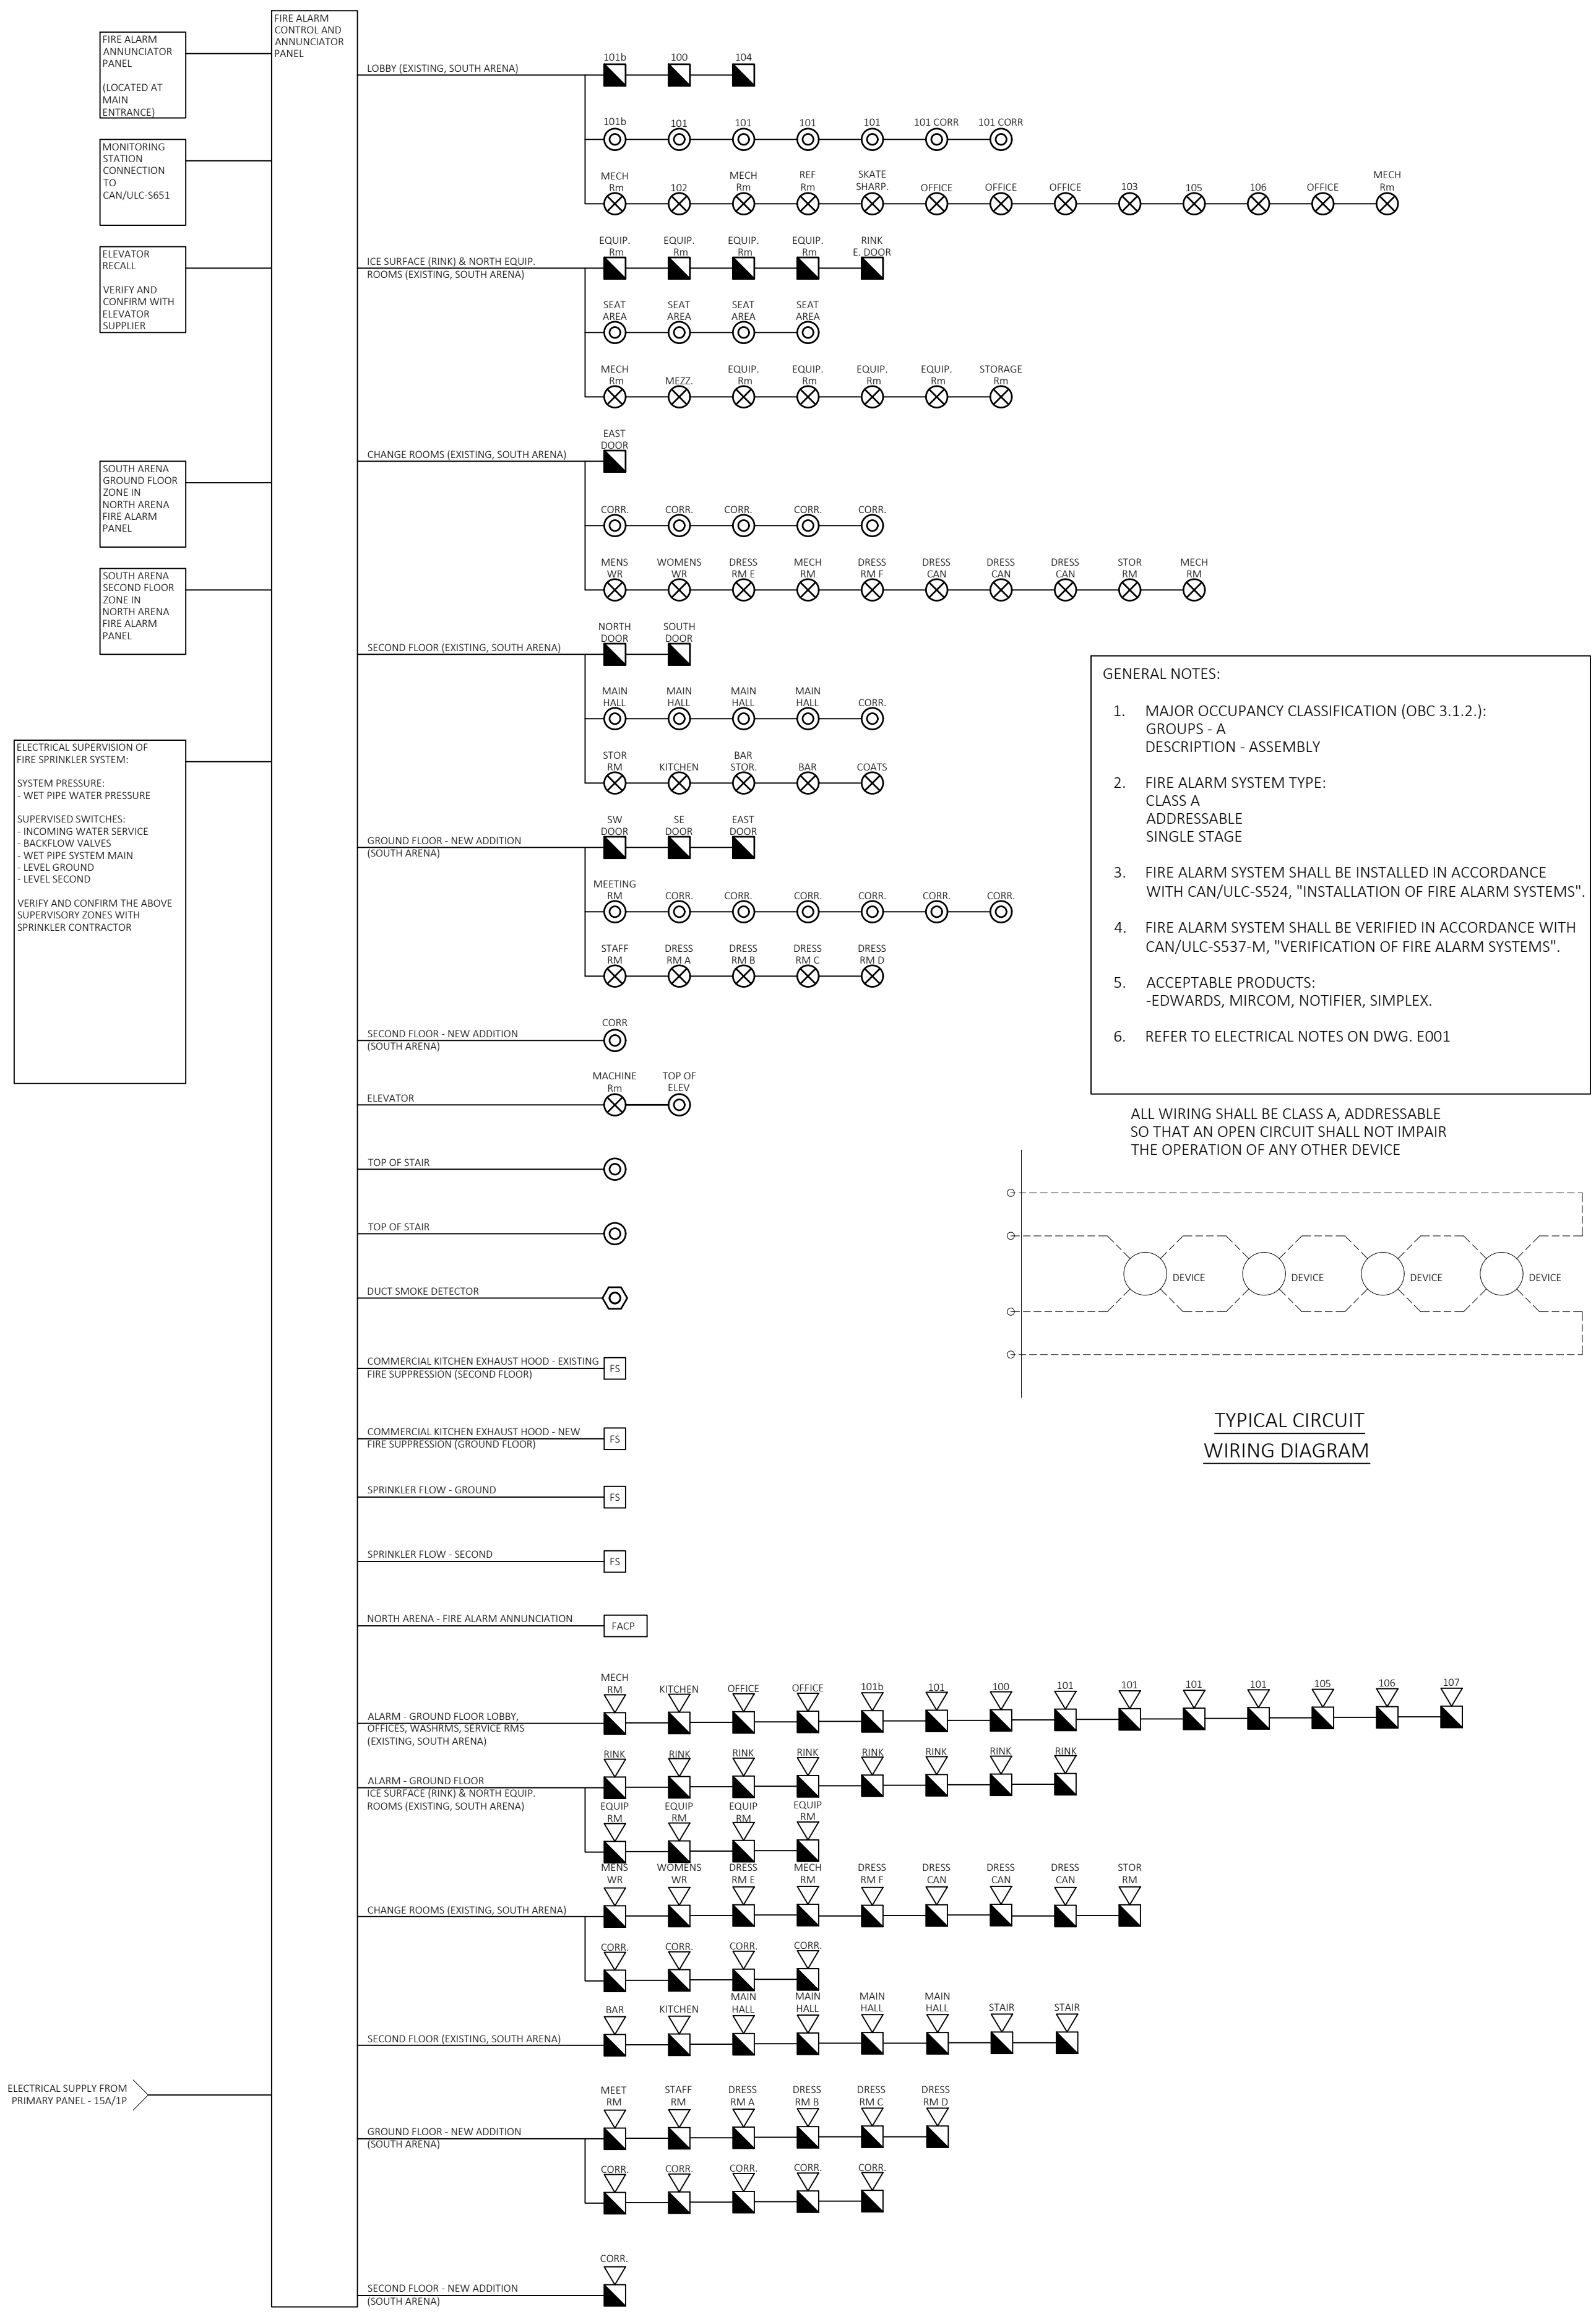 FIRE ALARM
CONTROL AND
ANNUNCIATOR
PANEL
FIRE ALARM
ANNUNCIATOR
PANEL
(LOCATED AT
MAIN
ENTRANCE)
MONITORING
STATION
CONNECTION
TO
CAN/ULC-S651
ELEVATOR
RECALL
VERIFY AND
CONFIRM WITH
ELEVATOR
SUPPLIER
SOUTH ARENA
GROUND FLOOR
ZONE IN
NORTH ARENA
FIRE ALARM
PANEL
SOUTH ARENA
SECOND FLOOR
ZONE IN
NORTH ARENA
FIRE ALARM
PANEL
ELECTRICAL SUPERVISION OF
FIRE SPRINKLER SYSTEM:
SYSTEM PRESSURE:
- WET PIPE WATER PRESSURE
SUPERVISED SWITCHES:
- INCOMING WATER SERVICE
- BACKFLOW VALVES
- WET PIPE SYSTEM MAIN
- LEVEL GROUND
- LEVEL SECOND
VERIFY AND CONFIRM THE ABOVE
SUPERVISORY ZONES WITH
SPRINKLER CONTRACTOR
ELECTRICAL SUPPLY FROM
PRIMARY PANEL - 15A/1P
LOBBY (EXISTING, SOUTH ARENA)
101b 100 104
101b 101 101 101 101 101 CORR 101 CORR
MECH MECH REF SKATE MECH
Rm 102 Rm Rm SHARP. OFFICE OFFICE OFFICE 103 105 106 OFFICE Rm
ICE SURFACE (RINK) & NORTH EQUIP.
ROOMS (EXISTING, SOUTH ARENA)
EQUIP. EQUIP. EQUIP. EQUIP. RINK
Rm Rm Rm Rm E. DOOR
SEAT SEAT SEAT SEAT
AREA AREA AREA AREA
MECH EQUIP. EQUIP. EQUIP. EQUIP. STORAGE
Rm MEZZ. Rm Rm Rm Rm Rm
CHANGE ROOMS (EXISTING, SOUTH ARENA)
EAST
DOOR
CORR. CORR. CORR. CORR. CORR.
MENS WOMENS DRESS MECH DRESS DRESS DRESS DRESS STOR MECH
WR WR RM E RM RM F CAN CAN CAN RM RM
SECOND FLOOR (EXISTING, SOUTH ARENA)
NORTH SOUTH
DOOR DOOR
MAIN MAIN MAIN MAIN
HALL HALL HALL HALL CORR.
STOR BAR
RM KITCHEN STOR. BAR COATS
GROUND FLOOR - NEW ADDITION
(SOUTH ARENA)
SW SE EAST
DOOR DOOR DOOR
MEETING
RM CORR. CORR. CORR. CORR. CORR. CORR.
STAFF DRESS DRESS DRESS DRESS
RM RM A RM B RM C RM D
SECOND FLOOR - NEW ADDITION
(SOUTH ARENA)
CORR
ELEVATOR
MACHINE TOP OF
Rm ELEV
TOP OF STAIR
TOP OF STAIR
DUCT SMOKE DETECTOR
COMMERCIAL KITCHEN EXHAUST HOOD - EXISTING
FIRE SUPPRESSION (SECOND FLOOR)
FS
COMMERCIAL KITCHEN EXHAUST HOOD - NEW
FIRE SUPPRESSION (GROUND FLOOR)
FS
SPRINKLER FLOW - GROUND
FS
SPRINKLER FLOW - SECOND
FS
NORTH ARENA - FIRE ALARM ANNUNCIATION
FACP
ALARM - GROUND FLOOR LOBBY,
OFFICES, WASHRMS, SERVICE RMS
(EXISTING, SOUTH ARENA)
MECH
RM KITCHEN OFFICE OFFICE 101b 101 100 101 101 101 101 105 106 107
ALARM - GROUND FLOOR
ICE SURFACE (RINK) & NORTH EQUIP.
ROOMS (EXISTING, SOUTH ARENA)
RINK RINK RINK RINK RINK RINK RINK RINK
EQUIP EQUIP EQUIP EQUIP
RM RM RM RM
CHANGE ROOMS (EXISTING, SOUTH ARENA)
MENS WOMENS DRESS MECH DRESS DRESS DRESS DRESS STOR
WR WR RM E RM RM F CAN CAN CAN RM
CORR. CORR. CORR. CORR.
SECOND FLOOR (EXISTING, SOUTH ARENA)
MAIN MAIN MAIN MAIN
BAR KITCHEN HALL HALL HALL HALL STAIR STAIR
GROUND FLOOR - NEW ADDITION
(SOUTH ARENA)
MEET STAFF DRESS DRESS DRESS DRESS
RM RM RM A RM B RM C RM D
CORR. CORR. CORR. CORR. CORR.
SECOND FLOOR - NEW ADDITION
(SOUTH ARENA)
CORR.
GENERAL NOTES:
1. MAJOR OCCUPANCY CLASSIFICATION (OBC 3.1.2.):
GROUPS - A
DESCRIPTION - ASSEMBLY
2. FIRE ALARM SYSTEM TYPE:
CLASS A
ADDRESSABLE
SINGLE STAGE
3. FIRE ALARM SYSTEM SHALL BE INSTALLED IN ACCORDANCE
WITH CAN/ULC-S524, "INSTALLATION OF FIRE ALARM SYSTEMS".
4. FIRE ALARM SYSTEM SHALL BE VERIFIED IN ACCORDANCE WITH
CAN/ULC-S537-M, "VERIFICATION OF FIRE ALARM SYSTEMS".
5. ACCEPTABLE PRODUCTS:
-EDWARDS, MIRCOM, NOTIFIER, SIMPLEX.
6. REFER TO ELECTRICAL NOTES ON DWG. E001
ALL WIRING SHALL BE CLASS A, ADDRESSABLE
SO THAT AN OPEN CIRCUIT SHALL NOT IMPAIR
THE OPERATION OF ANY OTHER DEVICE
DEVICE DEVICE DEVICE DEVICE
TYPICAL CIRCUIT
WIRING DIAGRAM